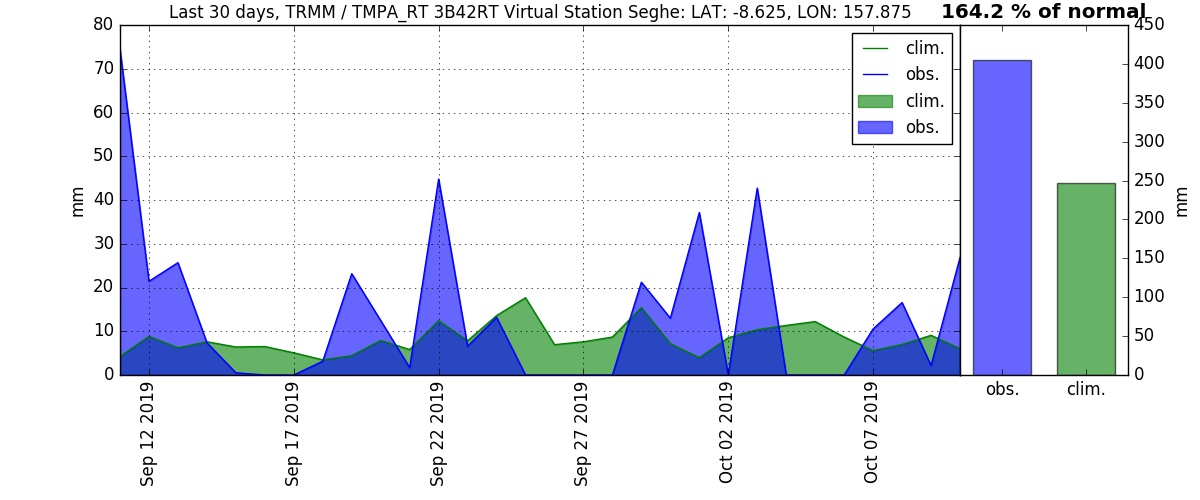 Last 30 days, TRMM / TMPA_RT 3B42RT Virtual Station Seghe: LAT: -8.625, LON: 157.875
164.2 % of normal
80
70
60
50
40
30
20
10
0
mm
clim.
obs.
clim.
obs.
Sep 12 2019
Sep 17 2019
Sep 22 2019
Sep 27 2019
Oct 02 2019
Oct 07 2019
450
400
350
300
250
200
150
100
50
0
mm
obs.
clim.